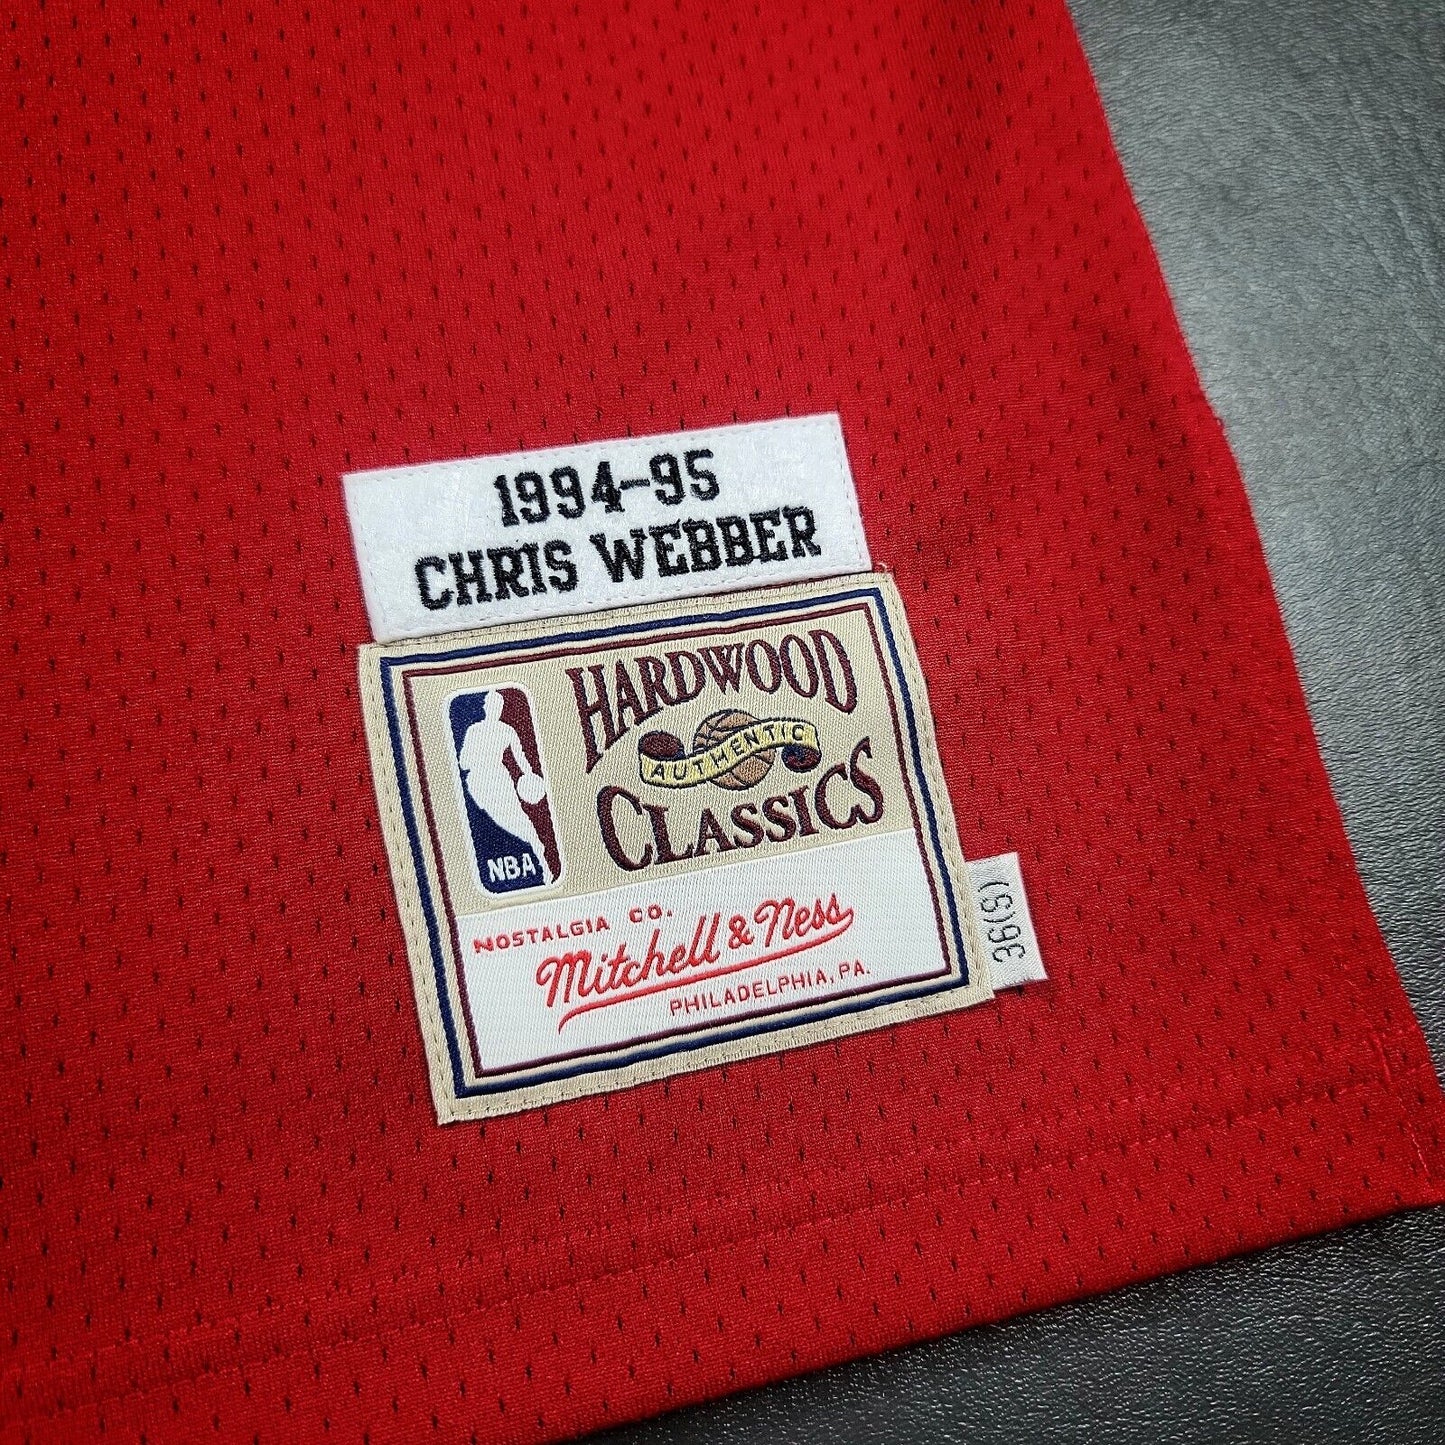 1994-95
CHRIS WEBBER
HARDWOOD
AUTHENTIC
CLASSICS
NBA
NOSTALGIA CO.
Mitchell & Ness
PHILADELPHIA, PA.
36(S)